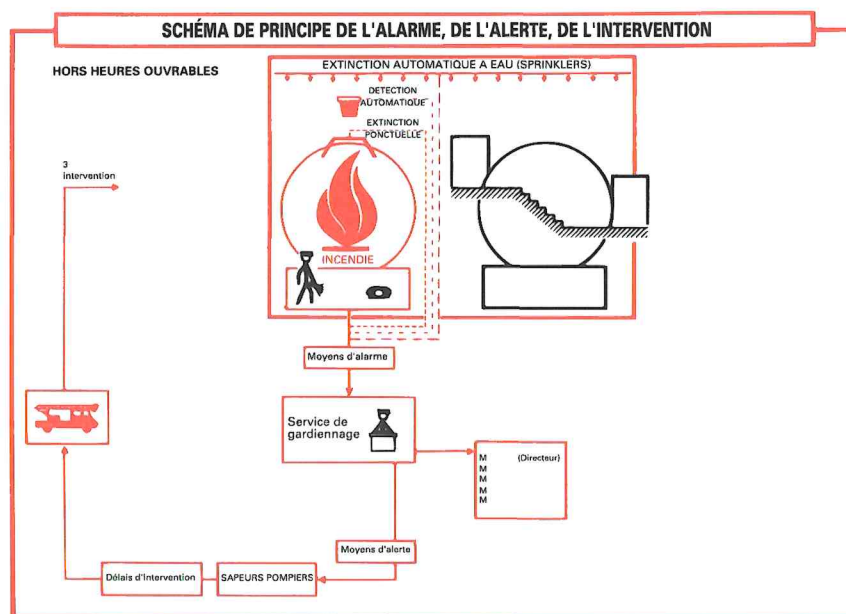 SCHÉMA DE PRINCIPE DE L'ALARME, DE L'ALERTE, DE L'INTERVENTION
HORS HEURES OUVRABLES
EXTINCTION AUTOMATIQUE A EAU (SPRINKLERS)
DETECTION
AUTOMATIQUE
EXTINCTION
PONCTUELLE
3
intervention
INCENDIE
Moyens d'alarme
Service de
gardiennage
M (Directeur)
M
M
M
M
Moyens d'alerte
Délais d'Intervention
SAPEURS POMPIERS